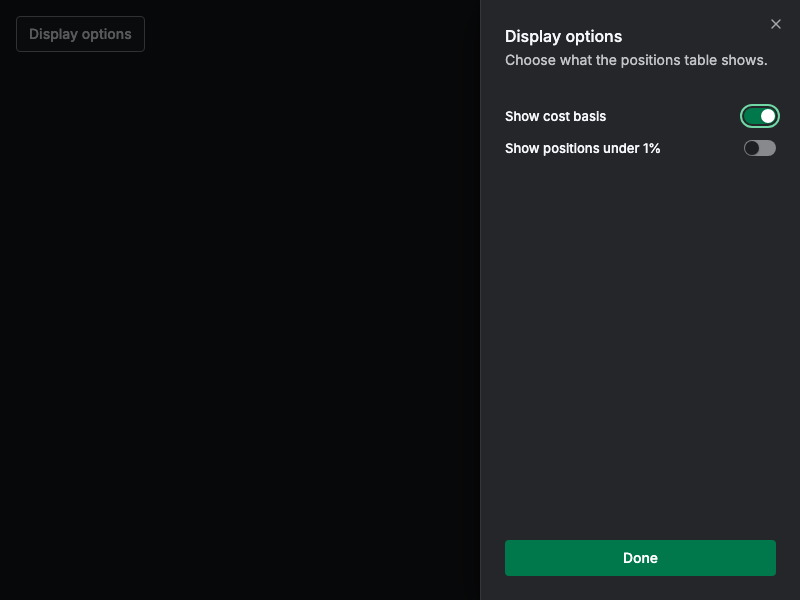 Display options
Display options
Choose what the positions table shows.
Show cost basis
Show positions under 1%
Done